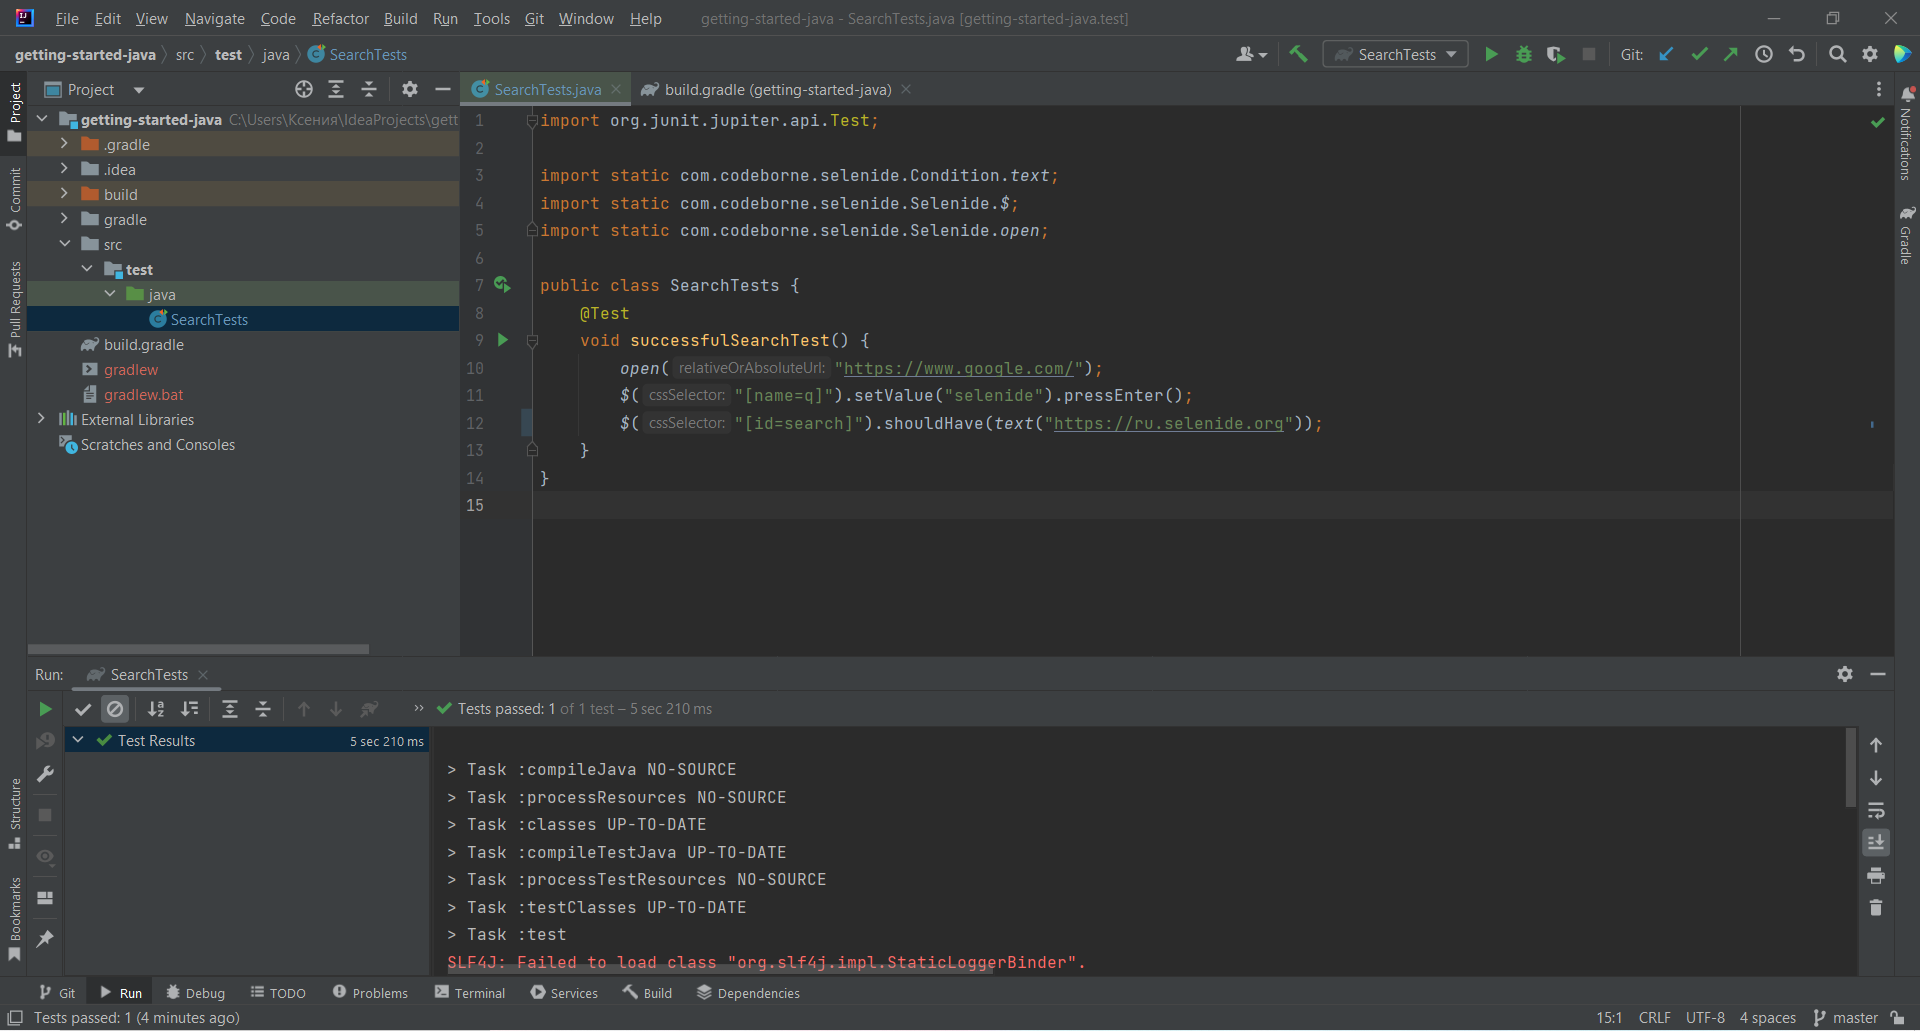 File Edit View Navigate Code Refactor Build Run Tools Git Window Help getting-started-java - SearchTests.java [getting-started-java.test]
getting-started-java src test java SearchTests SearchTests Git:
Project
SearchTests.java build.gradle (getting-started-java)
getting-started-java C:\Users\Ксения\IdeaProjects\gett
.gradle
.idea
build
gradle
src
test
java
SearchTests
build.gradle
gradlew
gradlew.bat
External Libraries
Scratches and Consoles
1 import org.junit.jupiter.api.Test;
2
3 import static com.codeborne.selenide.Condition.text;
4 import static com.codeborne.selenide.Selenide.$;
5 import static com.codeborne.selenide.Selenide.open;
6
7 public class SearchTests {
8 @Test
9 void successfulSearchTest() {
10 open( relativeOrAbsoluteUrl: "https://www.google.com/");
11 $( cssSelector: "[name=q]").setValue("selenide").pressEnter();
12 $( cssSelector: "[id=search]").shouldHave(text("https://ru.selenide.org"));
13 }
14 }
15
Project
Commit
Pull Requests
Structure
Bookmarks
Notifications
Gradle
Run: SearchTests
Tests passed: 1 of 1 test – 5 sec 210 ms
Test Results 5 sec 210 ms
> Task :compileJava NO-SOURCE
> Task :processResources NO-SOURCE
> Task :classes UP-TO-DATE
> Task :compileTestJava UP-TO-DATE
> Task :processTestResources NO-SOURCE
> Task :testClasses UP-TO-DATE
> Task :test
SLF4J: Failed to load class "org.slf4j.impl.StaticLoggerBinder".
Git Run Debug TODO Problems Terminal Services Build Dependencies
Tests passed: 1 (4 minutes ago) 15:1 CRLF UTF-8 4 spaces master